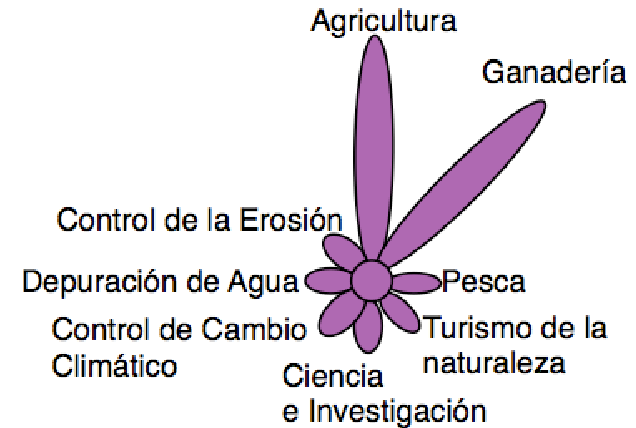 Agricultura
Ganadería
Control de la Erosión
Depuración de Agua
Pesca
Control de Cambio
Climático
Turismo de la
naturaleza
Ciencia
e Investigación